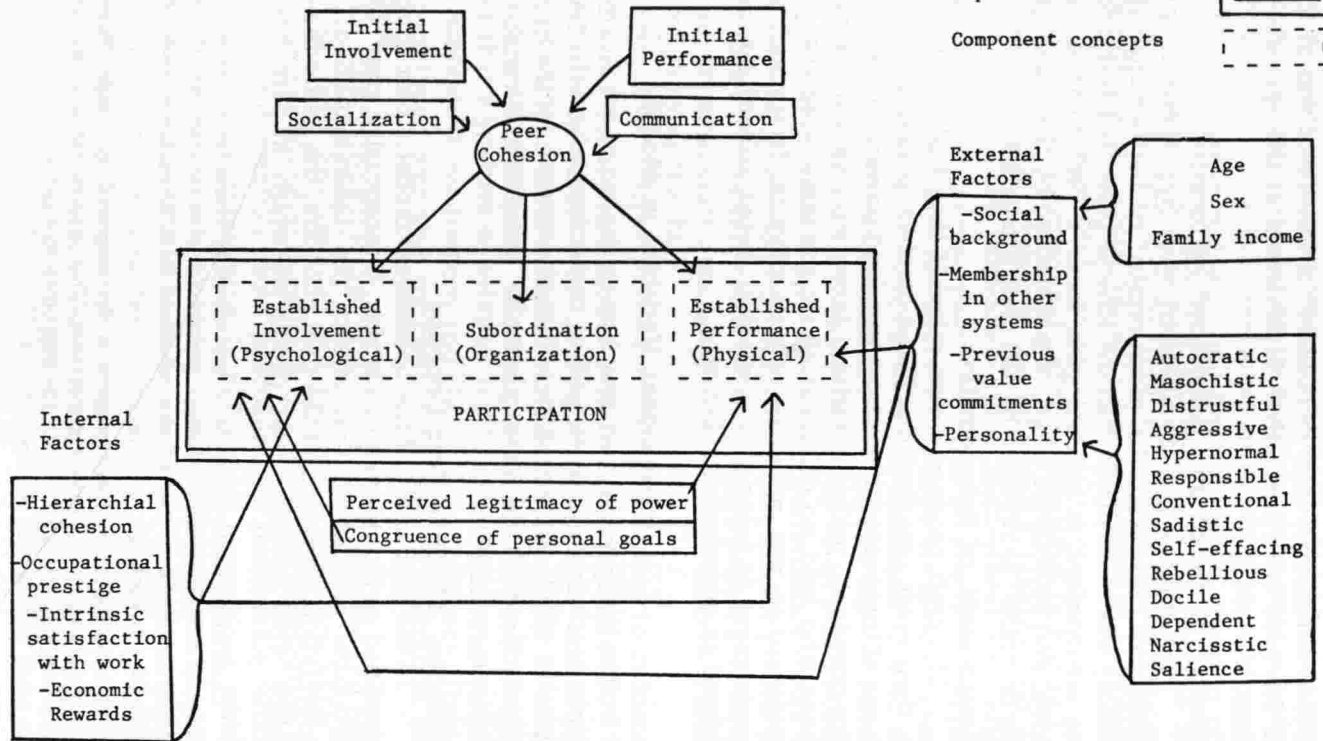 Initial
Involvement
Initial
Performance
Component concepts
Socialization
Communication
Peer
Cohesion
External
Factors
Age
Sex
Family income
-Social
background
-Membership
in other
systems
-Previous
value
commitments
-Personality
Established
Involvement
(Psychological)
Subordination
(Organization)
Established
Performance
(Physical)
PARTICIPATION
Autocratic
Masochistic
Distrustful
Aggressive
Hypernormal
Responsible
Conventional
Sadistic
Self-effacing
Rebellious
Docile
Dependent
Narcisstic
Salience
Internal
Factors
-Hierarchial
cohesion
-Occupational
prestige
-Intrinsic
satisfaction
with work
-Economic
Rewards
Perceived legitimacy of power
Congruence of personal goals